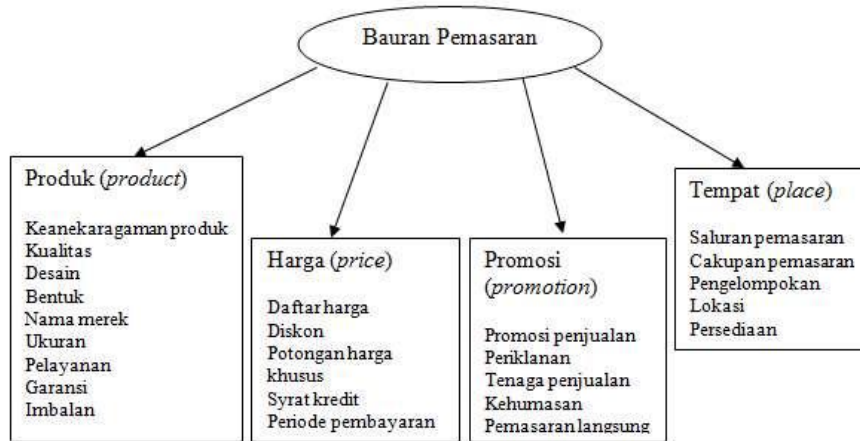 Bauran Pemasaran
Produk (product)
Keanekaragaman produk
Kualitas
Desain
Bentuk
Nama merek
Ukuran
Pelayanan
Garansi
Imbalan
Harga (price)
Daftar harga
Diskon
Potongan harga
khusus
Syrat kredit
Periode pembayaran
Promosi
(promotion)
Promosi penjualan
Periklanan
Tenaga penjualan
Kehumasan
Pemasaran langsung
Tempat (place)
Saluran pemasaran
Cakupan pemasaran
Pengelompokan
Lokasi
Persediaan